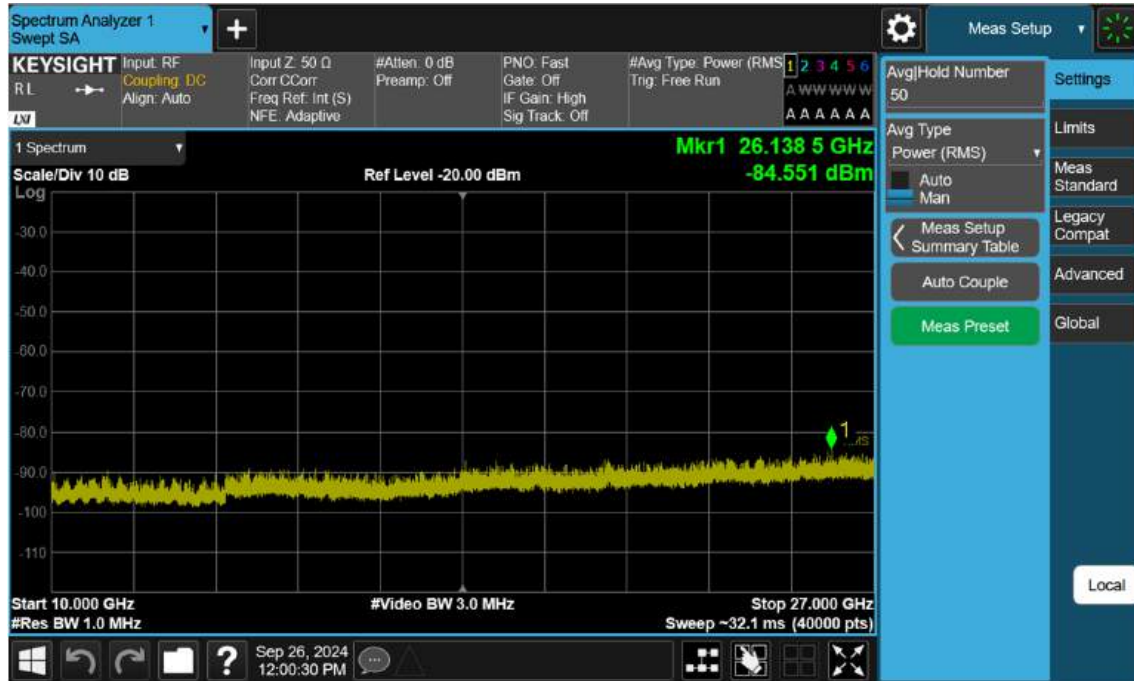 Spectrum Analyzer 1
Swept SA
+
Meas Setup
KEYSIGHT
RL
LXI
Input: RF
Coupling: DC
Align: Auto
Input Z: 50 Ω
Corr CCorr
Freq Ref: Int (S)
NFE: Adaptive
#Atten: 0 dB
Preamp: Off
PNO: Fast
Gate: Off
IF Gain: High
Sig Track: Off
#Avg Type: Power (RMS
Trig: Free Run
1 2 3 4 5 6
A W W W W W
A A A A A A
1 Spectrum
Mkr1 26.138 5 GHz
-84.551 dBm
Scale/Div 10 dB
Ref Level -20.00 dBm
Log
-30.0
-40.0
-50.0
-60.0
-70.0
-80.0
-90.0
-100
-110
1
Start 10.000 GHz
#Video BW 3.0 MHz
Stop 27.000 GHz
#Res BW 1.0 MHz
Sweep ~32.1 ms (40000 pts)
Avg|Hold Number
50
Avg Type
Power (RMS)
Auto
Man
Meas Setup
Summary Table
Auto Couple
Meas Preset
Settings
Limits
Meas
Standard
Legacy
Compat
Advanced
Global
Local
?
Sep 26, 2024
12:00:30 PM